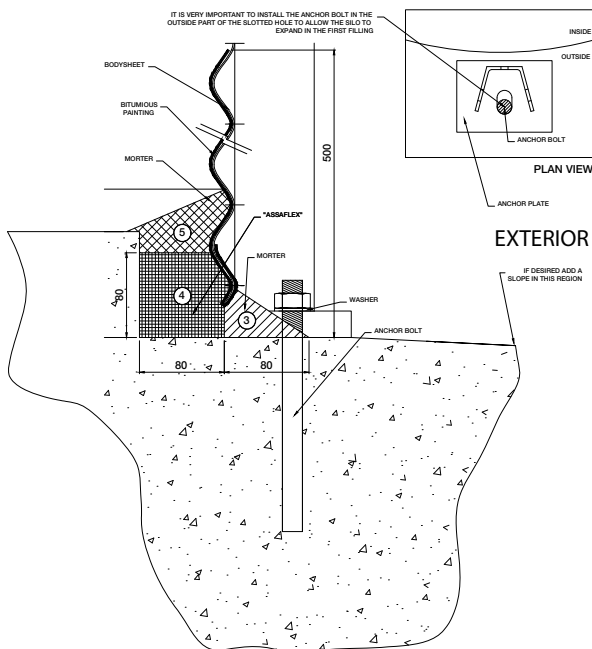 IT IS VERY IMPORTANT TO INSTALL THE ANCHOR BOLT IN THE
OUTSIDE PART OF THE SLOTTED HOLE TO ALLOW THE SILO TO
EXPAND IN THE FIRST FILLING
INSIDE
OUTSIDE
ANCHOR BOLT
PLAN VIEW
ANCHOR PLATE
BODYSHEET
BITUMIOUS
PAINTING
MORTER
500
"ASSAFLEX"
EXTERIOR
MORTER
IF DESIRED ADD A
SLOPE IN THIS REGION
5
4
3
80
WASHER
ANCHOR BOLT
80
80